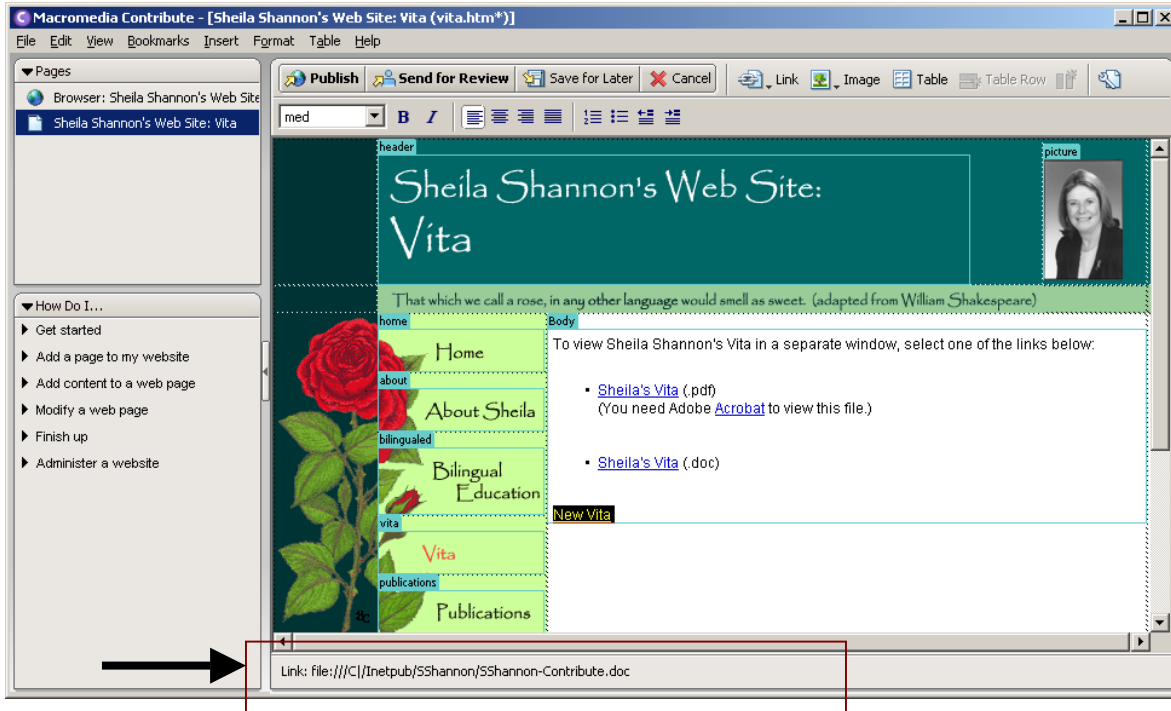 Macromedia Contribute - [Sheila Shannon's Web Site: Vita (vita.htm*)]
File Edit View Bookmarks Insert Format Table Help
Pages
Browser: Sheila Shannon's Web Site
Sheila Shannon's Web Site: Vita
Publish Send for Review Save for Later Cancel Link Image Table Table Row
med B I
header
picture
Sheila Shannon's Web Site:
Vita
That which we call a rose, in any other language would smell as sweet. (adapted from William Shakespeare)
How Do I...
Get started
Add a page to my website
Add content to a web page
Modify a web page
Finish up
Administer a website
home
Home
about
About Sheila
bilingualed
Bilingual
Education
vita
Vita
publications
Publications
Body
To view Sheila Shannon's Vita in a separate window, select one of the links below:
• Sheila's Vita (.pdf)
(You need Adobe Acrobat to view this file.)
• Sheila's Vita (.doc)
New Vita
Link: file:///C|/Inetpub/SShannon/SShannon-Contribute.doc